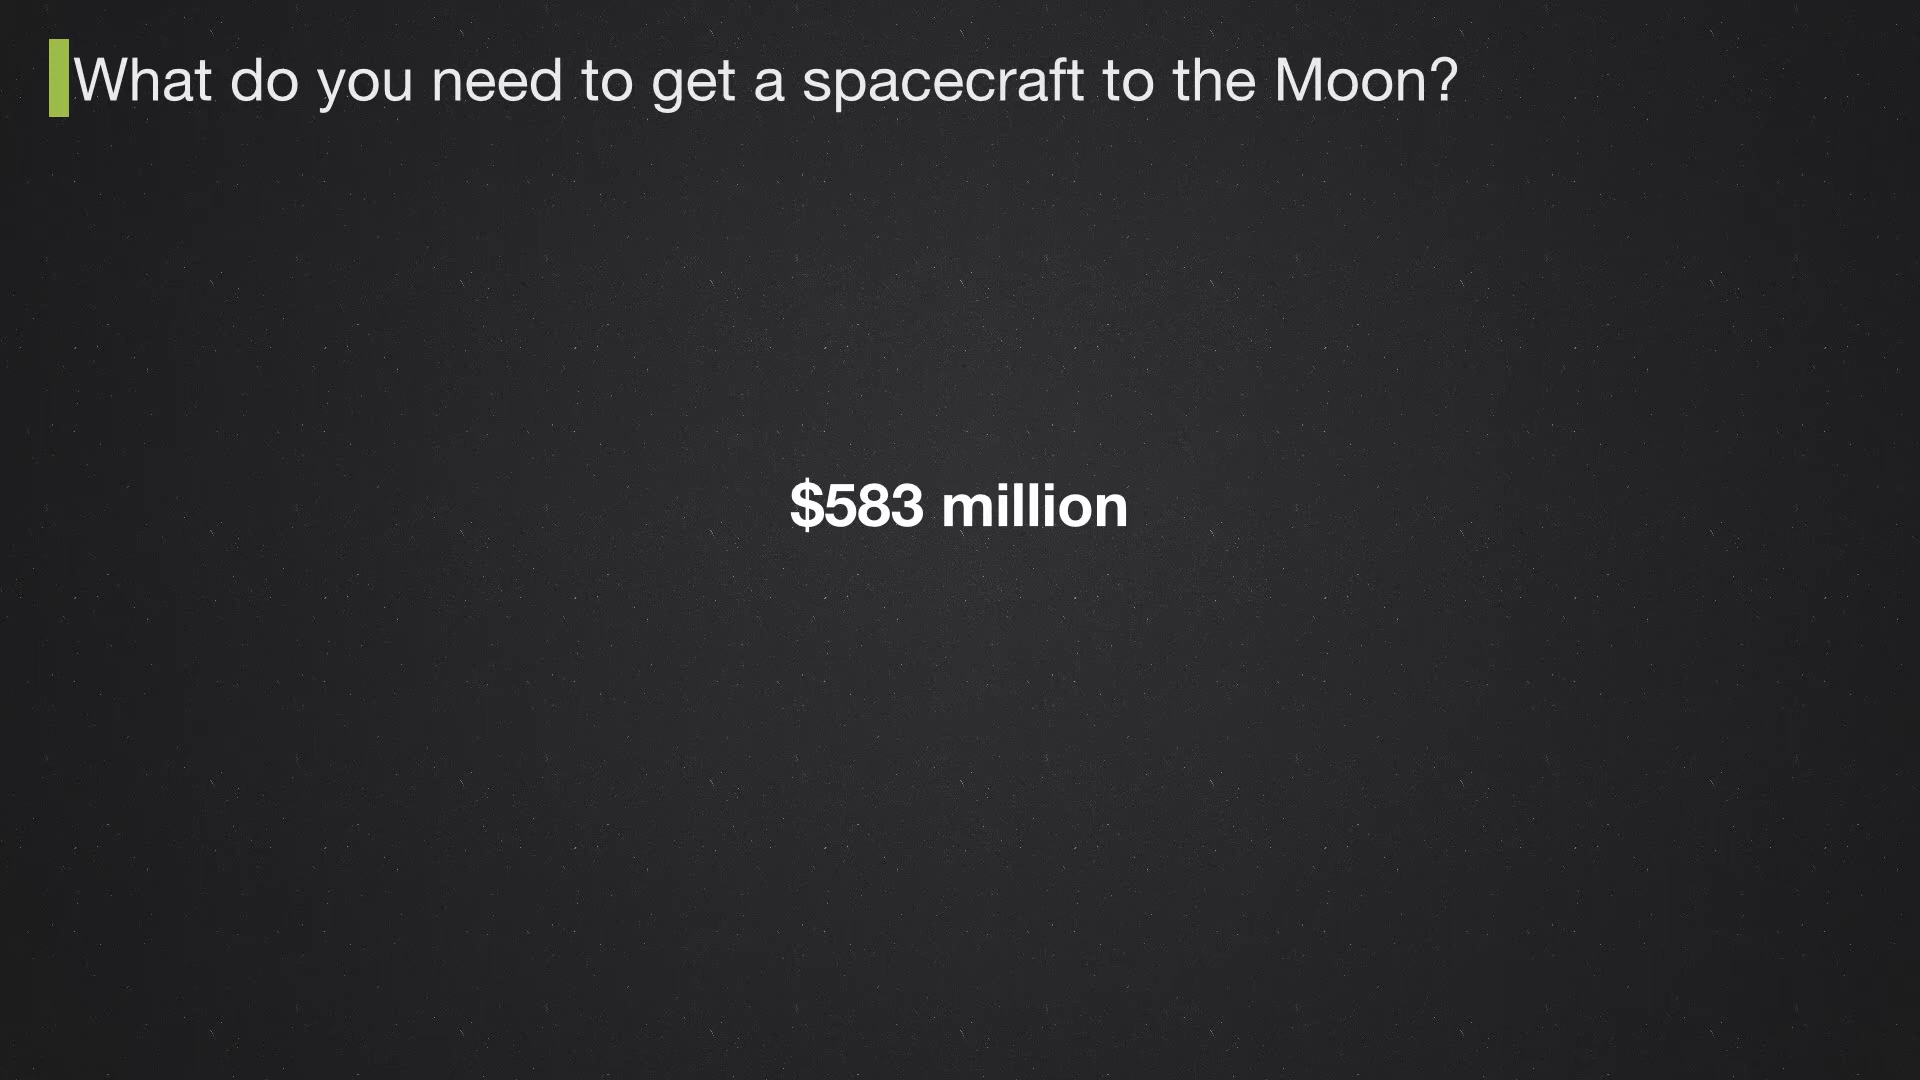 What do you need to get a spacecraft to the Moon?
$583 million